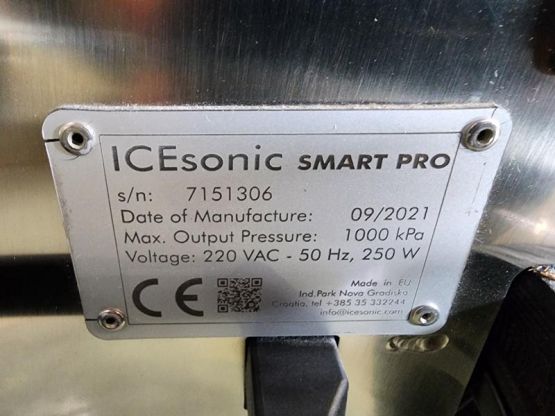 ICEsonic SMART PRO
s/n: 7151306
Date of Manufacture: 09/2021
Max. Output Pressure: 1000 kPa
Voltage: 220 VAC - 50 Hz, 250 W
CE
Made in EU
Ind.Park Nova Gradiska
Croatia, tel +385 35 332244
info@icesonic.com